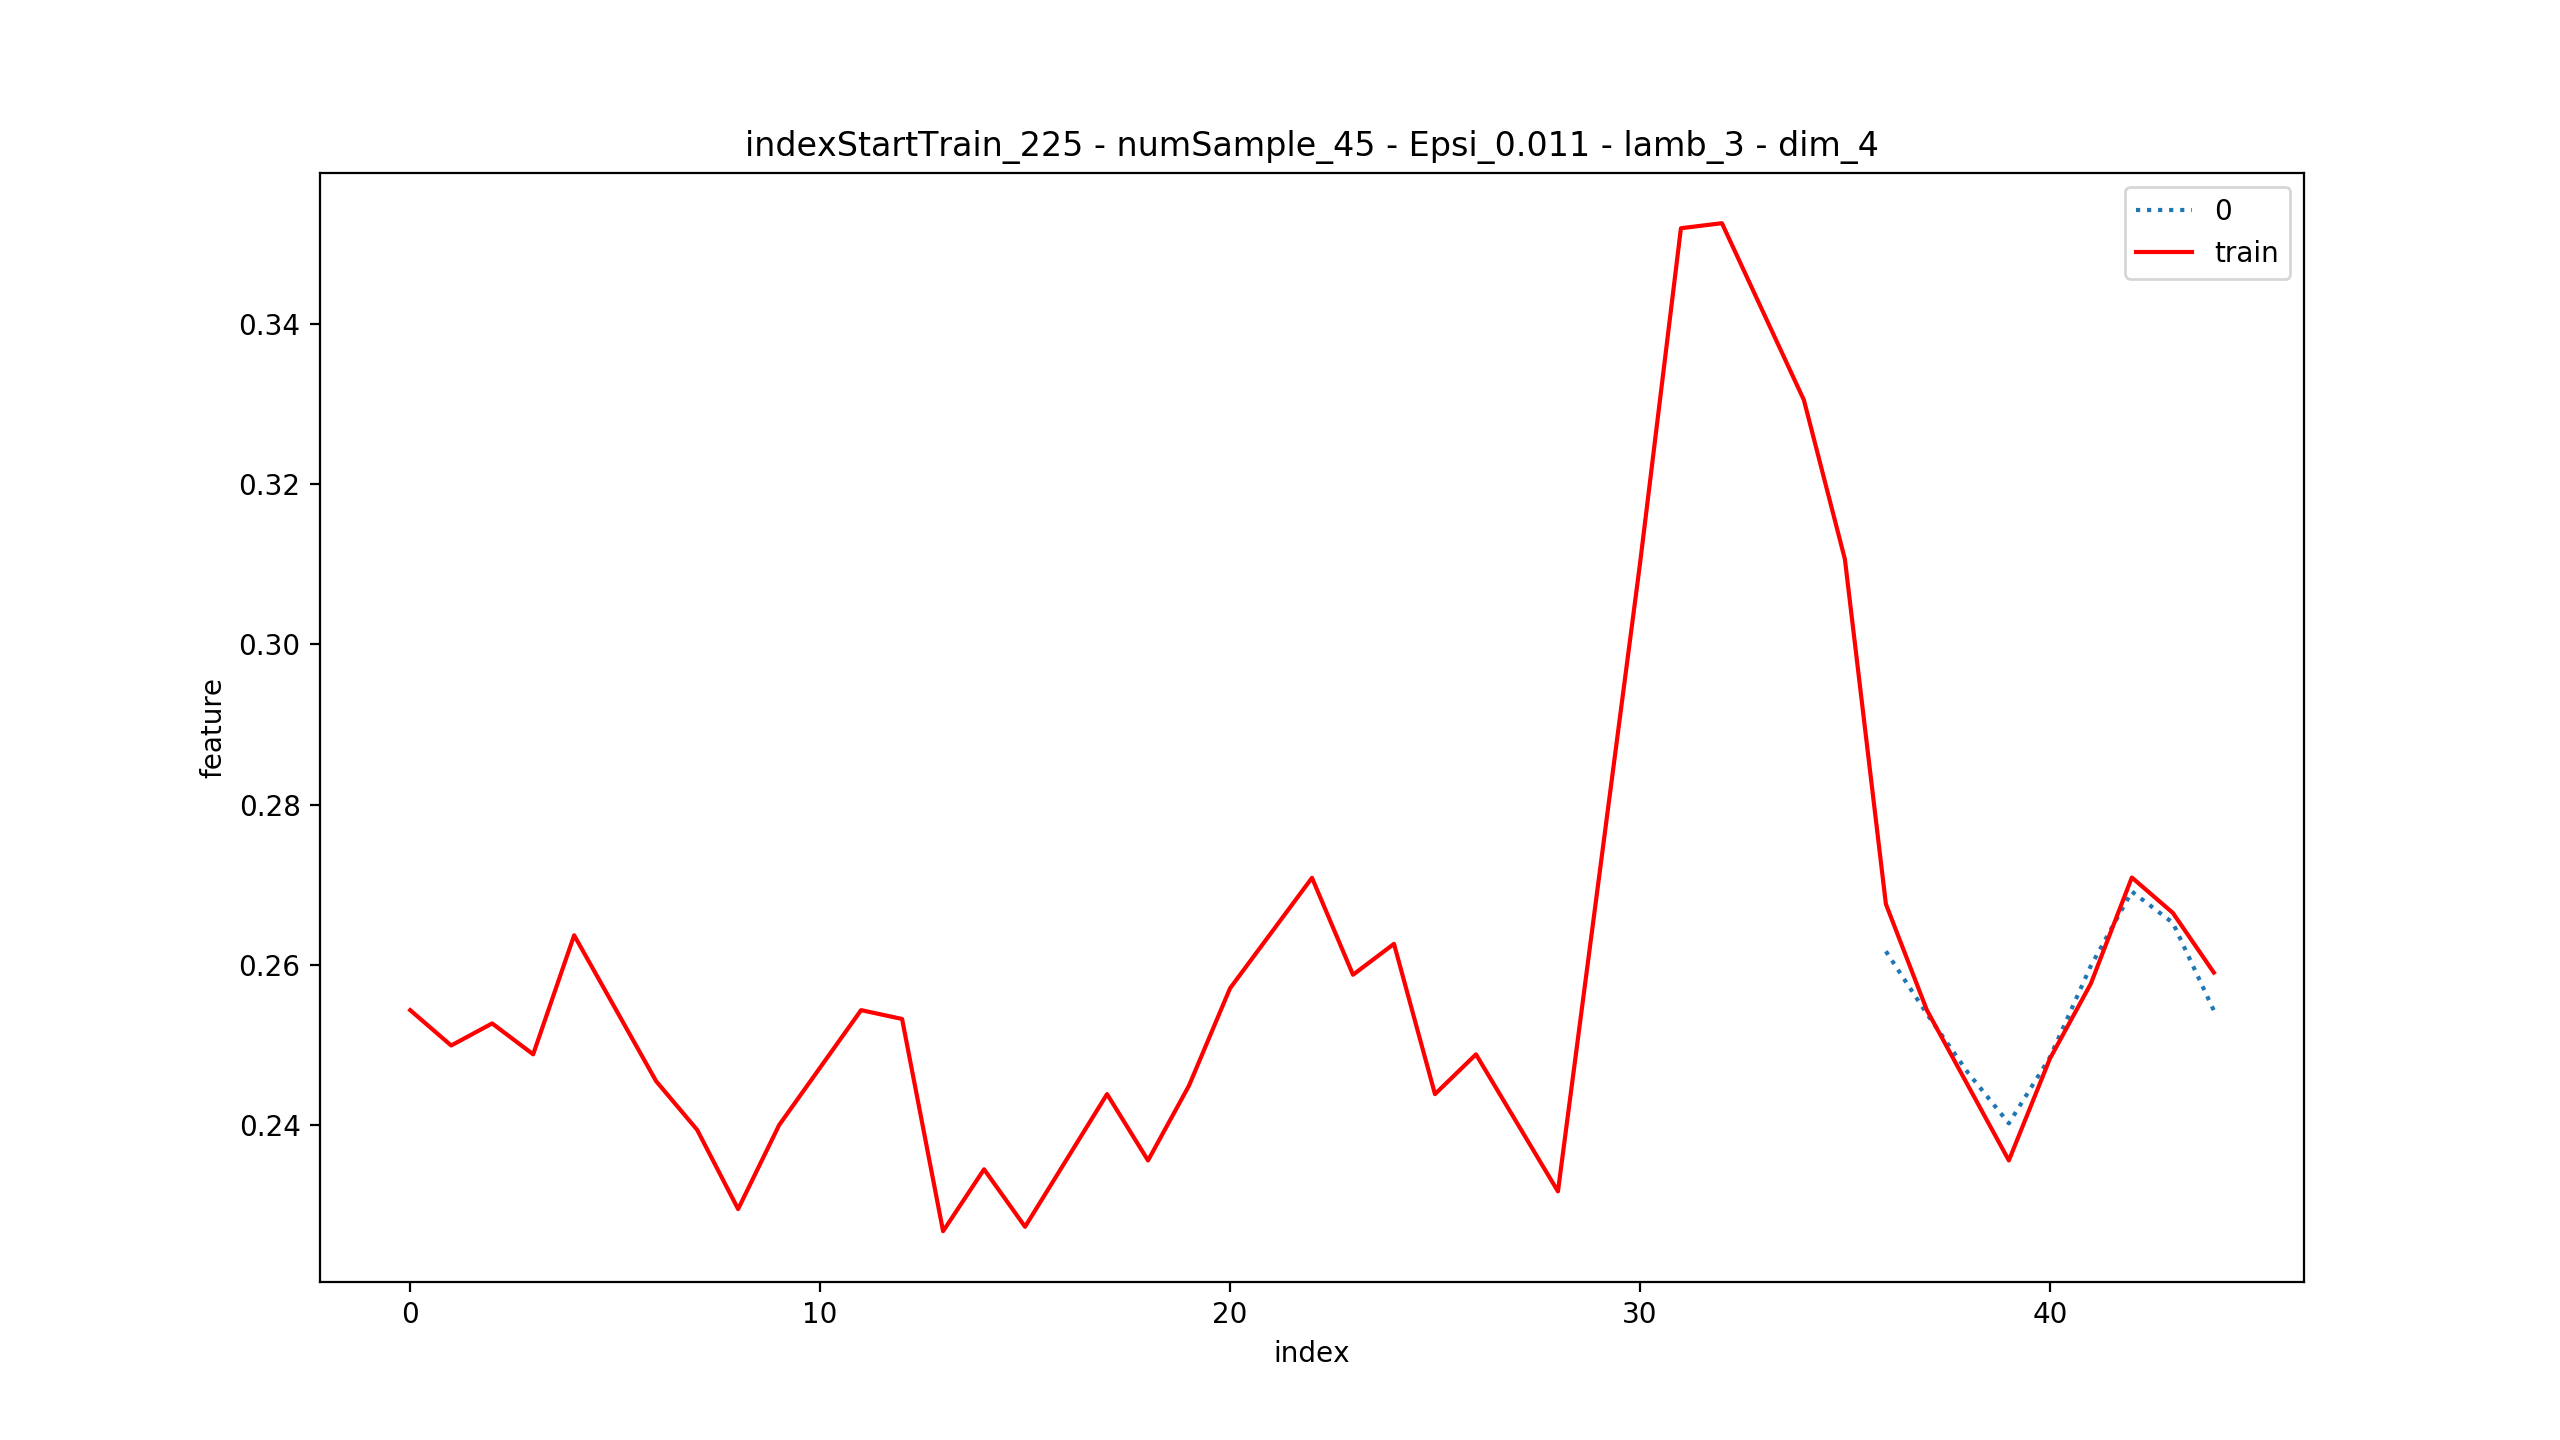 indexStartTrain_225 - numSample_45 - Epsi_0.011 - lamb_3 - dim_4
0
train
0.34
0.32
0.30
0.28
0.26
0.24
feature
0 10 20 30 40
index